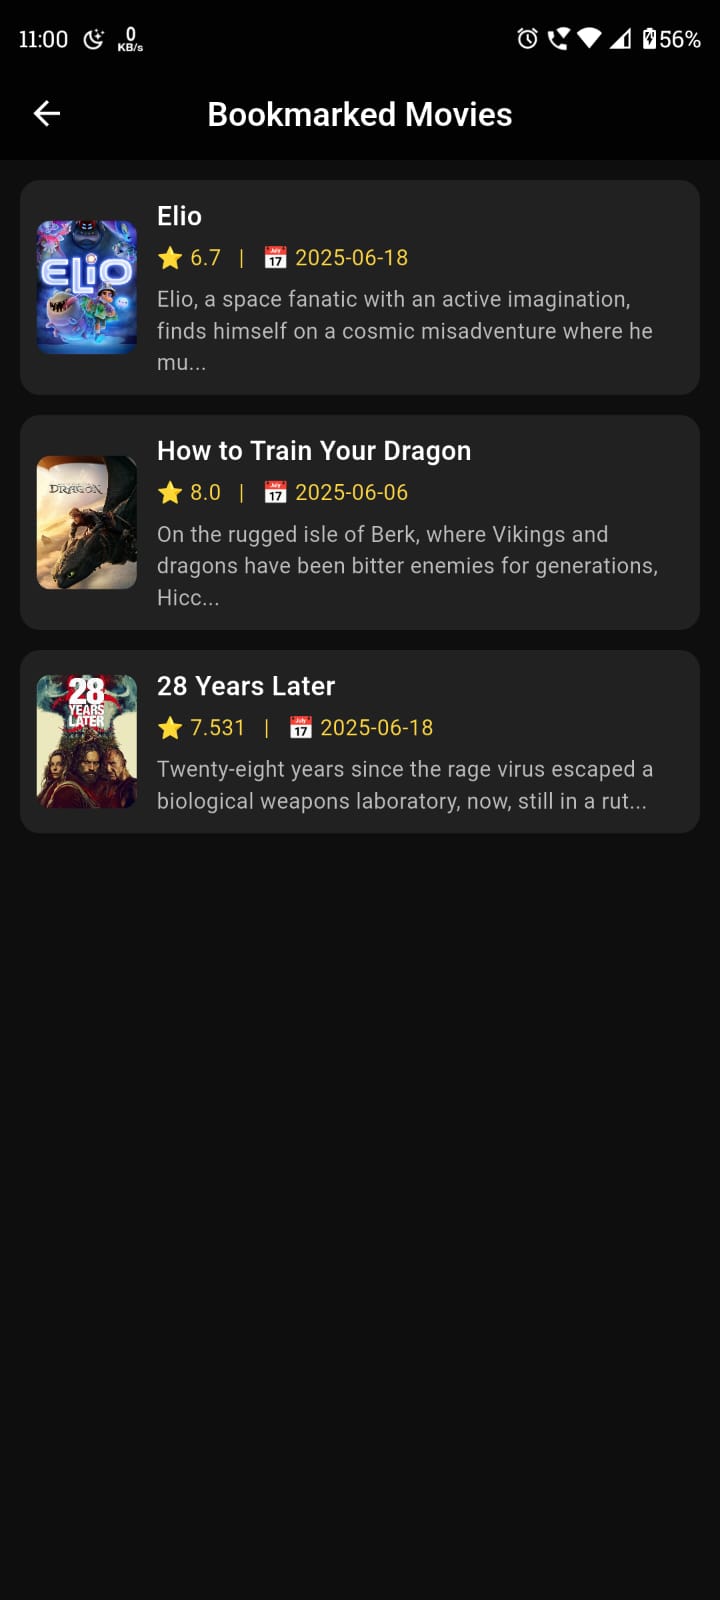 11:00 0 KB/s 56%
Bookmarked Movies
ELIO
Elio
⭐ 6.7 | 📅 2025-06-18
Elio, a space fanatic with an active imagination,
finds himself on a cosmic misadventure where he
mu...
DRAGON
How to Train Your Dragon
⭐ 8.0 | 📅 2025-06-06
On the rugged isle of Berk, where Vikings and
dragons have been bitter enemies for generations,
Hicc...
28
YEARS
LATER
28 Years Later
⭐ 7.531 | 📅 2025-06-18
Twenty-eight years since the rage virus escaped a
biological weapons laboratory, now, still in a rut...